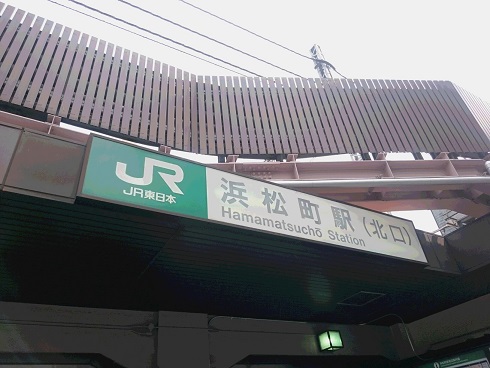 JR
JR東日本
浜松町駅(北口)
Hamamatsuchō Station